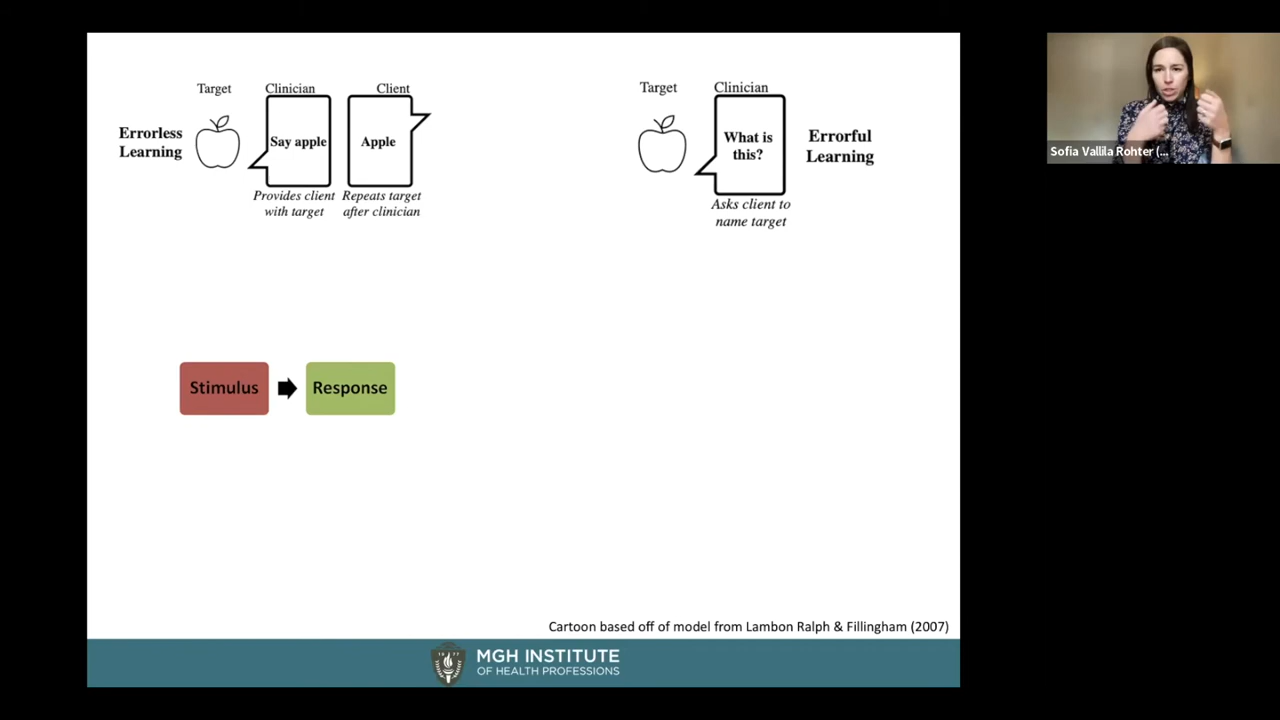 Target
Clinician
Client
Errorless
Learning
Say apple
Apple
Provides client
with target
Repeats target
after clinician
Target
Clinician
What is
this?
Errorful
Learning
Asks client to
name target
Sofia Vallila Rohter (...
Stimulus
Response
Cartoon based off of model from Lambon Ralph & Fillingham (2007)
MGH INSTITUTE
OF HEALTH PROFESSIONS